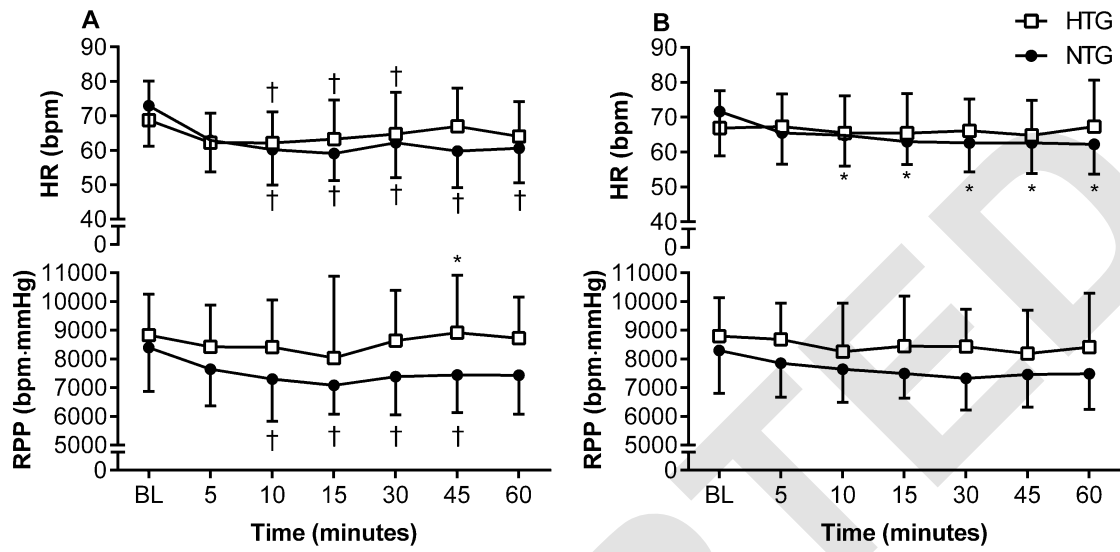 A
B
HTG
NTG
HR (bpm)
90
80
70
60
50
40
0
† † †
† † † † †
HR (bpm)
90
80
70
60
50
40
0
* * * * *
RPP (bpm·mmHg)
11000
10000
9000
8000
7000
6000
5000
0
*
† † † †
BL 5 10 15 30 45 60
Time (minutes)
RPP (bpm·mmHg)
11000
10000
9000
8000
7000
6000
5000
0
BL 5 10 15 30 45 60
Time (minutes)
PTED